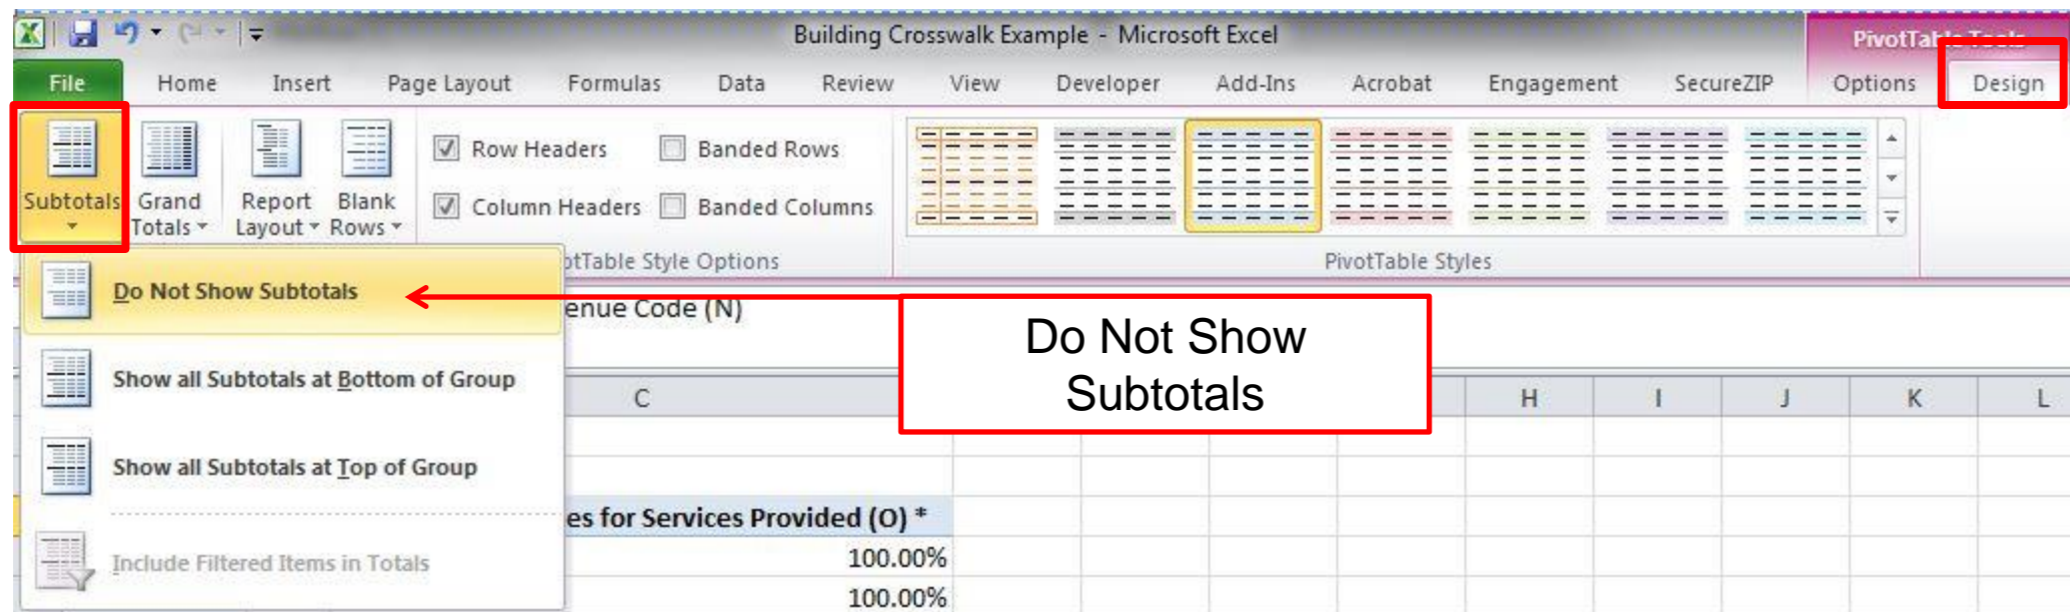 Building Crosswalk Example - Microsoft Excel
PivotTable Tools
File Home Insert Page Layout Formulas Data Review View Developer Add-Ins Acrobat Engagement SecureZIP Options Design
Row Headers Banded Rows
Subtotals Grand Totals Report Layout Blank Rows
Column Headers Banded Columns
otTable Style Options PivotTable Styles
Do Not Show Subtotals
enue Code (N)
Do Not Show
Subtotals
Show all Subtotals at Bottom of Group
C H I J K L
Show all Subtotals at Top of Group
es for Services Provided (O) *
Include Filtered Items in Totals
100.00%
100.00%